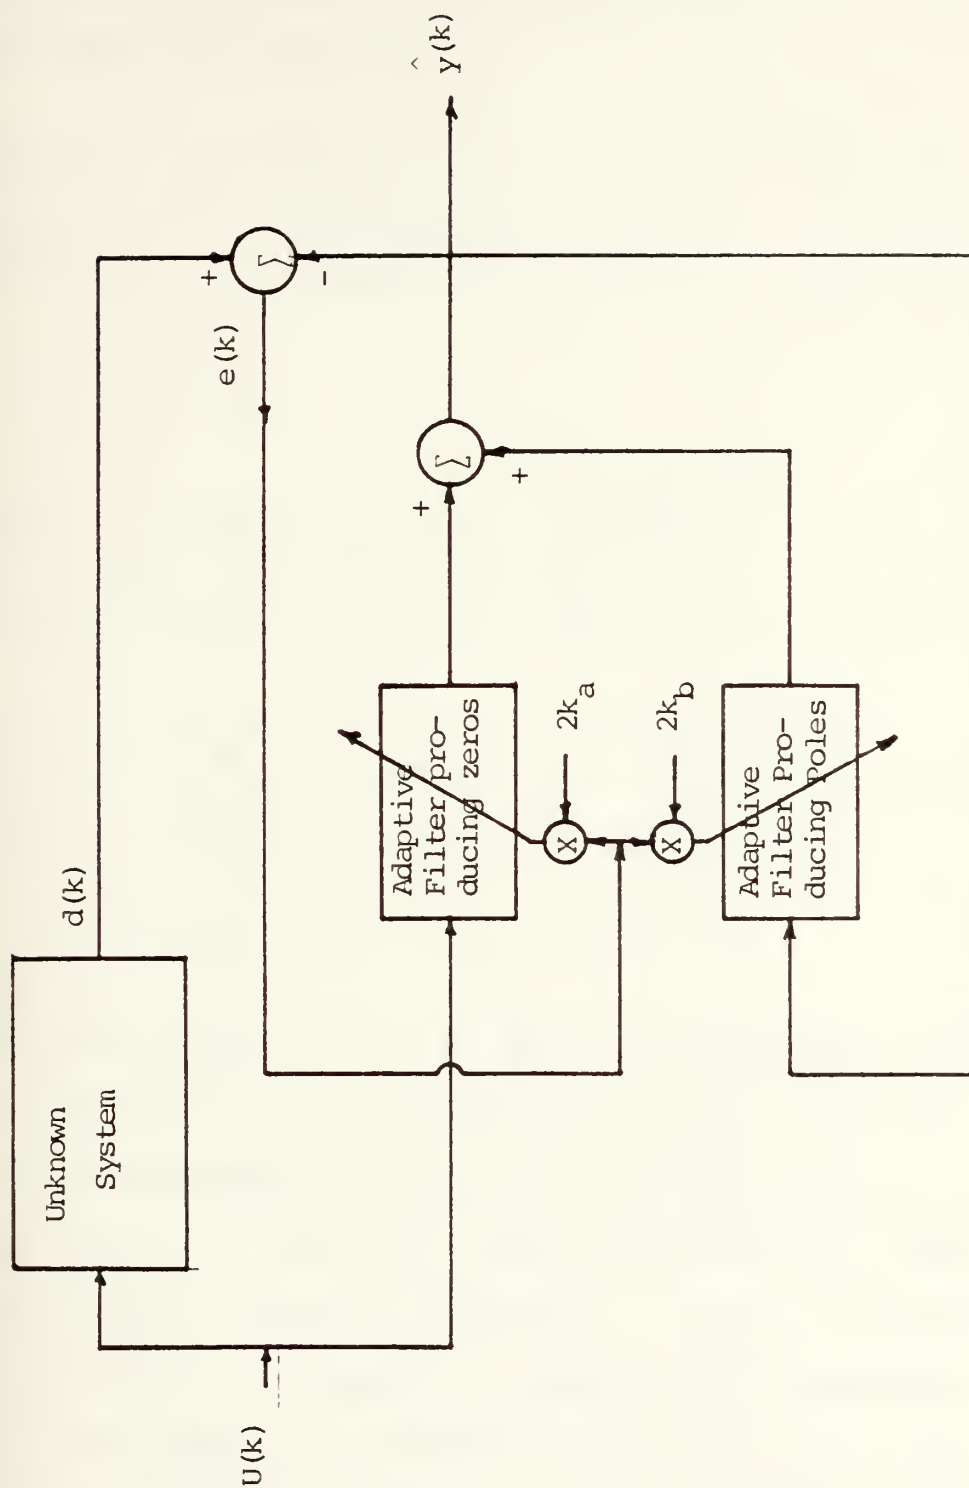 Unknown
System
d(k)
U(k)
+
Σ
-
e(k)
ŷ(k)
Adaptive
Filter pro-
ducing zeros
+
Σ
+
X
2k_a
X
2k_b
Adaptive
Filter Pro-
ducing Poles